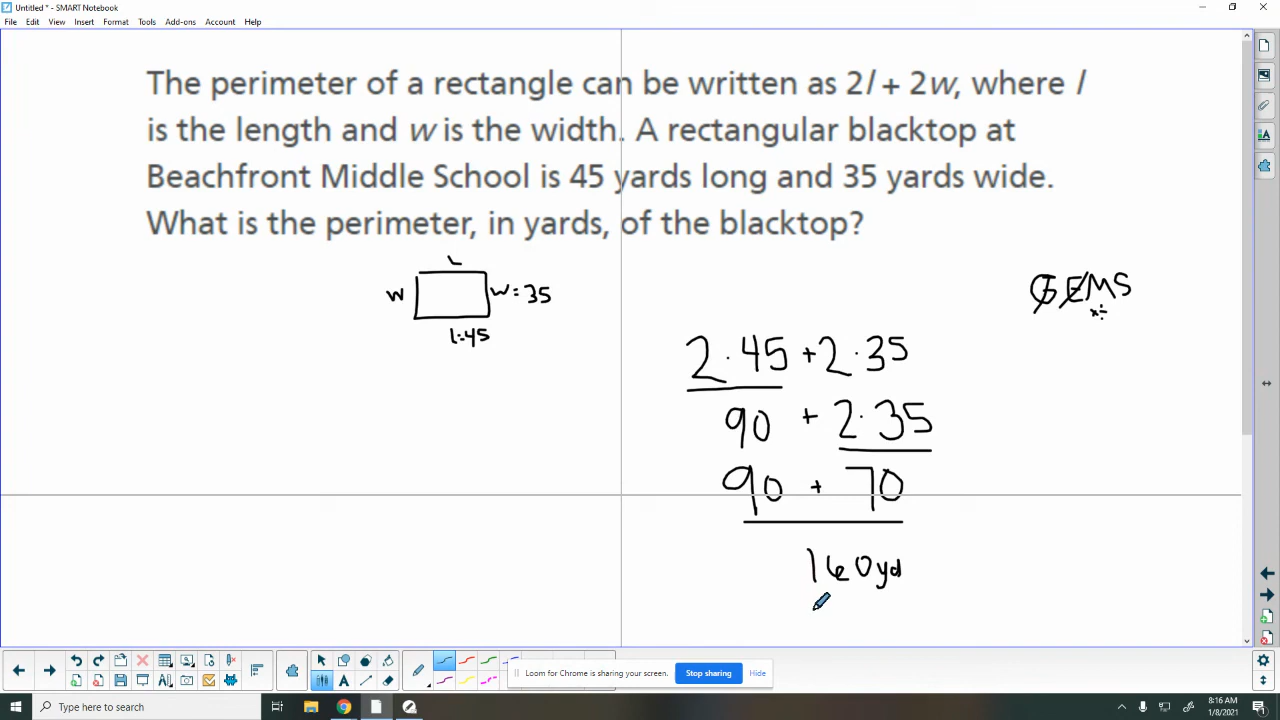 Untitled * - SMART Notebook
File Edit View Insert Format Tools Add-ons Account Help
The perimeter of a rectangle can be written as 2l + 2w, where l
is the length and w is the width. A rectangular blacktop at
Beachfront Middle School is 45 yards long and 35 yards wide.
What is the perimeter, in yards, of the blacktop?
L
W W = 35
l = 45
GEMS
× ÷
2 · 45 + 2 · 35
90 + 2 · 35
90 + 70
160yd
Loom for Chrome is sharing your screen. Stop sharing Hide
Type here to search
8:16 AM
1/8/2021